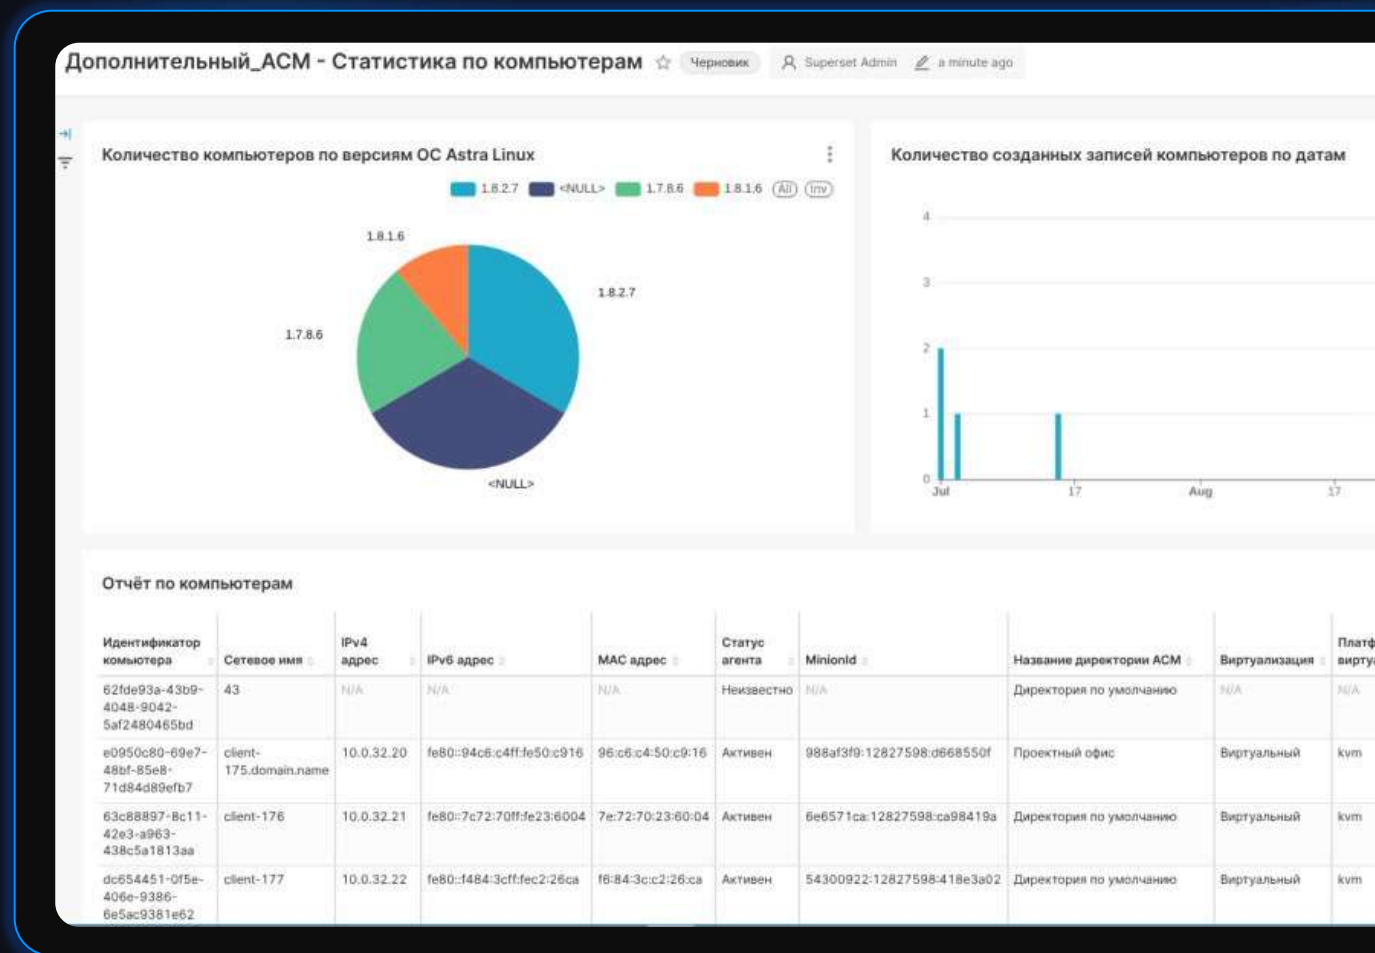 Дополнительный_ACM - Статистика по компьютерам
Черновик
Superset Admin
a minute ago
Количество компьютеров по версиям ОС Astra Linux
1.8.2.7 <NULL> 1.7.8.6 1.8.1.6 All Inv
1.8.1.6
1.8.2.7
1.7.8.6
<NULL>
Количество созданных записей компьютеров по датам
4
3
2
1
0
Jul 17 Aug 17
Отчёт по компьютерам
Идентификатор комьютера
Сетевое имя
IPv4 адрес
IPv6 адрес
MAC адрес
Статус агента
MinionId
Название директории ACM
Виртуализация
62fde93a-43b9-
4048-9042-
5af2480465bd
43
N/A
N/A
N/A
Неизвестно
N/A
Директория по умолчанию
N/A
N/A
e0950c80-69e7-
48bf-85e8-
71d84d89efb7
client-
175.domain.name
10.0.32.20
fe80::94c6:c4ff:fe50:c916
96:c6:c4:50:c9:16
Активен
988af3f9:12827598:d668550f
Проектный офис
Виртуальный
kvm
63c88897-8c11-
42e3-a963-
438c5a1813aa
client-176
10.0.32.21
fe80::7c72:70ff:fe23:6004
7e:72:70:23:60:04
Активен
6e6571ca:12827598:ca98419a
Директория по умолчанию
Виртуальный
kvm
dc654451-0f5e-
406e-9386-
6e5ac9381e62
client-177
10.0.32.22
fe80::f484:3cff:fec2:26ca
f6:84:3c:c2:26:ca
Активен
54300922:12827598:418e3a02
Директория по умолчанию
Виртуальный
kvm